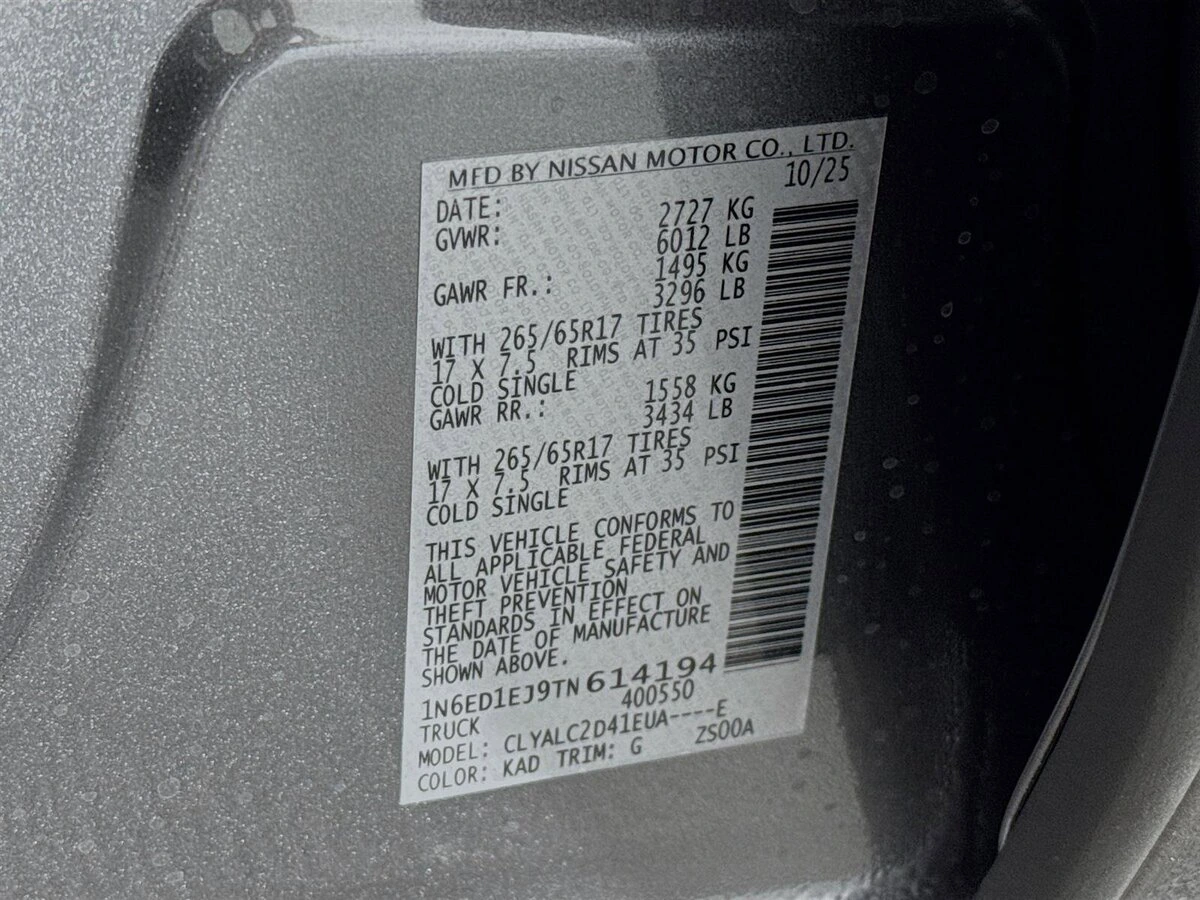 MFD BY NISSAN MOTOR CO., LTD.
DATE: 10/25
GVWR: 2727 KG
6012 LB
GAWR FR.: 1495 KG
3296 LB
WITH 265/65R17 TIRES
17 X 7.5 RIMS AT 35 PSI
COLD SINGLE
GAWR RR.: 1558 KG
3434 LB
WITH 265/65R17 TIRES
17 X 7.5 RIMS AT 35 PSI
COLD SINGLE
THIS VEHICLE CONFORMS TO
ALL APPLICABLE FEDERAL
MOTOR VEHICLE SAFETY AND
THEFT PREVENTION
STANDARDS IN EFFECT ON
THE DATE OF MANUFACTURE
SHOWN ABOVE.
1N6ED1EJ9TN614194
TRUCK 400550
MODEL: CLYALC2D41EUA----E
COLOR: KAD TRIM: G ZS00A